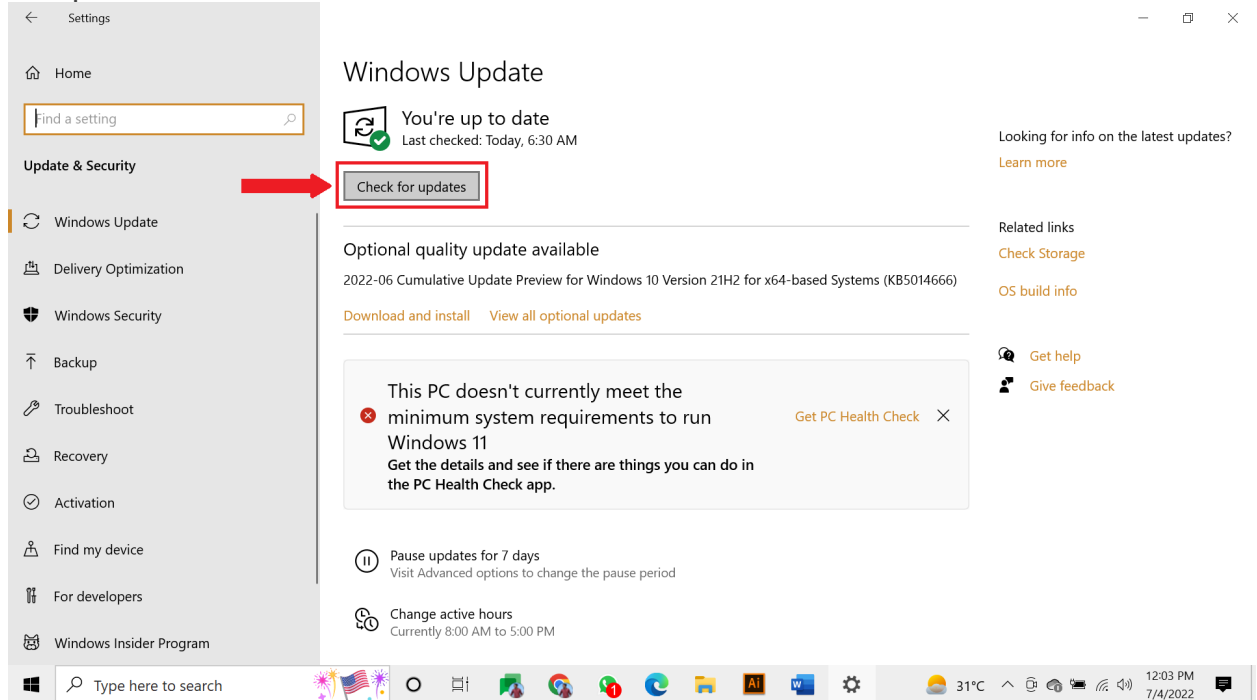 Settings
Home
Find a setting
Update & Security
Windows Update
Delivery Optimization
Windows Security
Backup
Troubleshoot
Recovery
Activation
Find my device
For developers
Windows Insider Program
Windows Update
You're up to date
Last checked: Today, 6:30 AM
Check for updates
Optional quality update available
2022-06 Cumulative Update Preview for Windows 10 Version 21H2 for x64-based Systems (KB5014666)
Download and install View all optional updates
This PC doesn't currently meet the
minimum system requirements to run
Windows 11
Get the details and see if there are things you can do in
the PC Health Check app.
Get PC Health Check
Pause updates for 7 days
Visit Advanced options to change the pause period
Change active hours
Currently 8:00 AM to 5:00 PM
Looking for info on the latest updates?
Learn more
Related links
Check Storage
OS build info
Get help
Give feedback
Type here to search
1
Ai
W
31°C
12:03 PM
7/4/2022